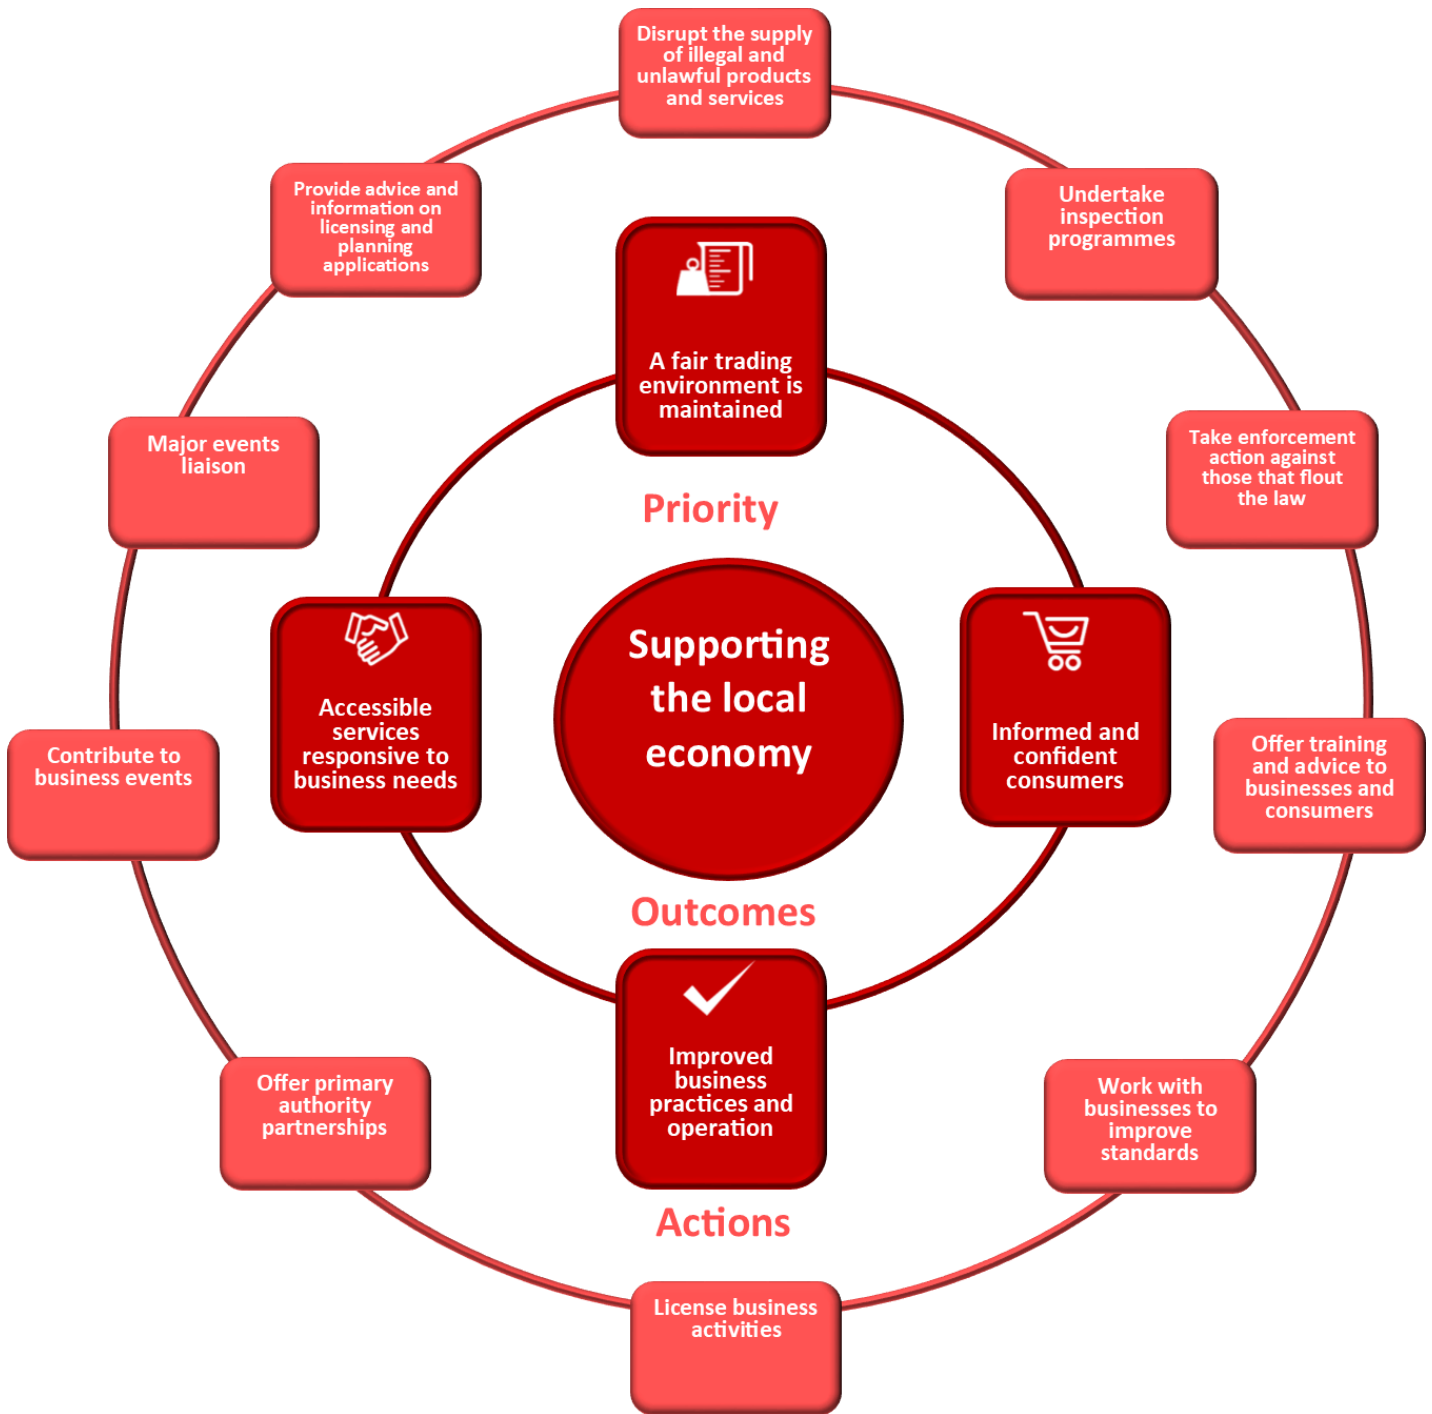 Disrupt the supply
of illegal and
unlawful products
and services
Undertake
inspection
programmes
Take enforcement
action against
those that flout
the law
Offer training
and advice to
businesses and
consumers
Work with
businesses to
improve
standards
License business
activities
Offer primary
authority
partnerships
Contribute to
business events
Major events
liaison
Provide advice and
information on
licensing and
planning
applications
A fair trading
environment is
maintained
Informed and
confident
consumers
Improved
business
practices and
operation
Accessible
services
responsive to
business needs
Priority
Supporting
the local
economy
Outcomes
Actions